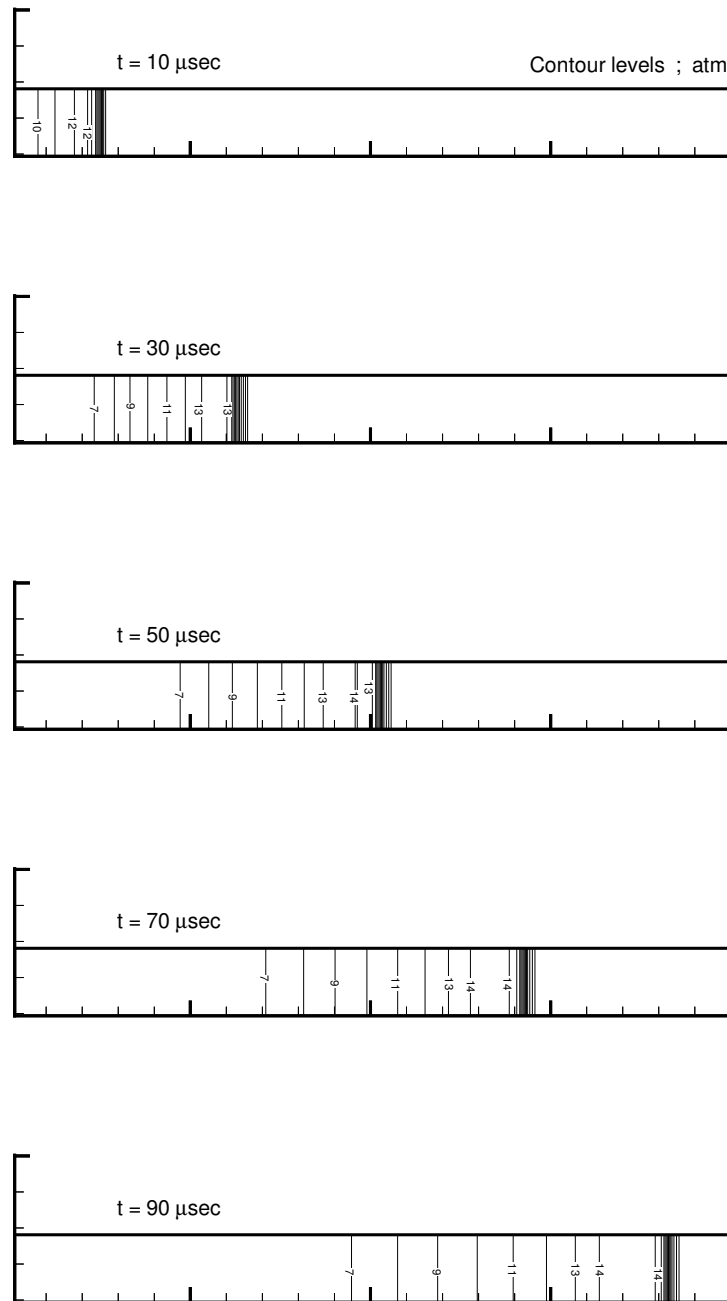 t = 10 μsec
Contour levels ; atm
10 12 12
t = 30 μsec
7 9 11 13 13
t = 50 μsec
7 9 11 13 14 13
t = 70 μsec
7 9 11 13 14 14
t = 90 μsec
7 9 11 13 14 14